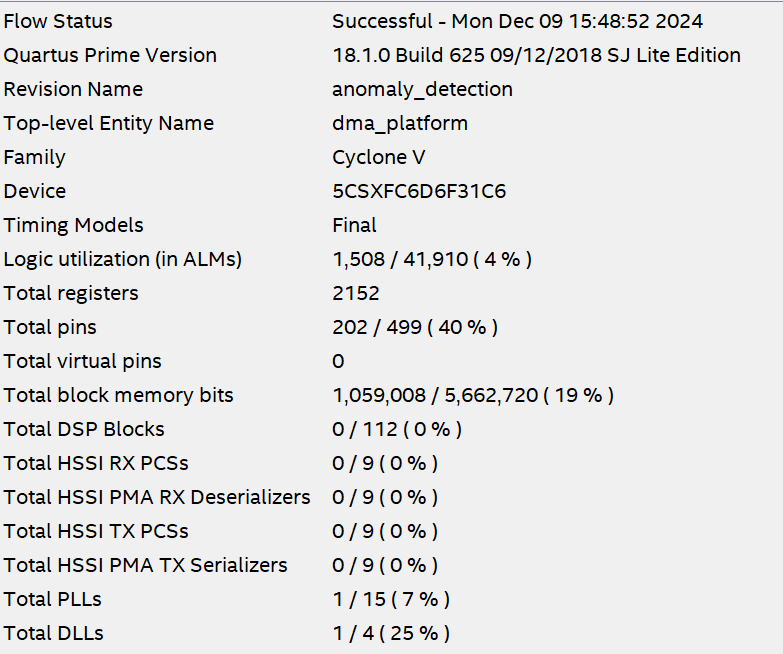 Flow Status Successful - Mon Dec 09 15:48:52 2024
Quartus Prime Version 18.1.0 Build 625 09/12/2018 SJ Lite Edition
Revision Name anomaly_detection
Top-level Entity Name dma_platform
Family Cyclone V
Device 5CSXFC6D6F31C6
Timing Models Final
Logic utilization (in ALMs) 1,508 / 41,910 ( 4 % )
Total registers 2152
Total pins 202 / 499 ( 40 % )
Total virtual pins 0
Total block memory bits 1,059,008 / 5,662,720 ( 19 % )
Total DSP Blocks 0 / 112 ( 0 % )
Total HSSI RX PCSs 0 / 9 ( 0 % )
Total HSSI PMA RX Deserializers 0 / 9 ( 0 % )
Total HSSI TX PCSs 0 / 9 ( 0 % )
Total HSSI PMA TX Serializers 0 / 9 ( 0 % )
Total PLLs 1 / 15 ( 7 % )
Total DLLs 1 / 4 ( 25 % )